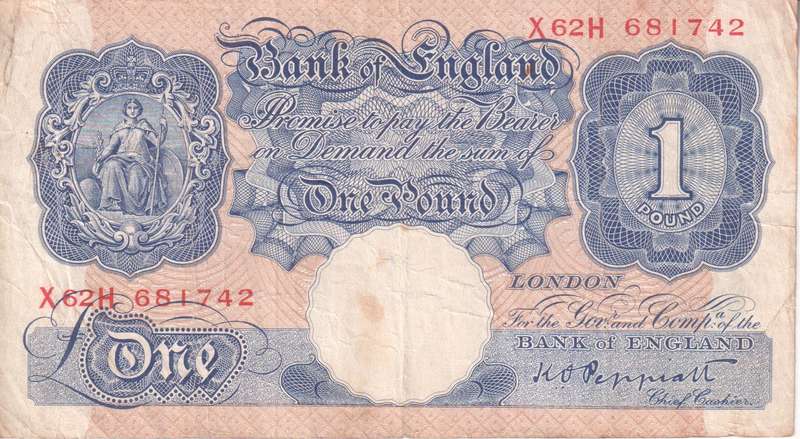 X62H 681742
Bank of England
Promise to pay the Bearer
on Demand the sum of
One Pound
1
POUND
X62H 681742
LONDON
For the Govr. and Compa. of the
BANK of ENGLAND
£One
K O Peppiatt
Chief Cashier.